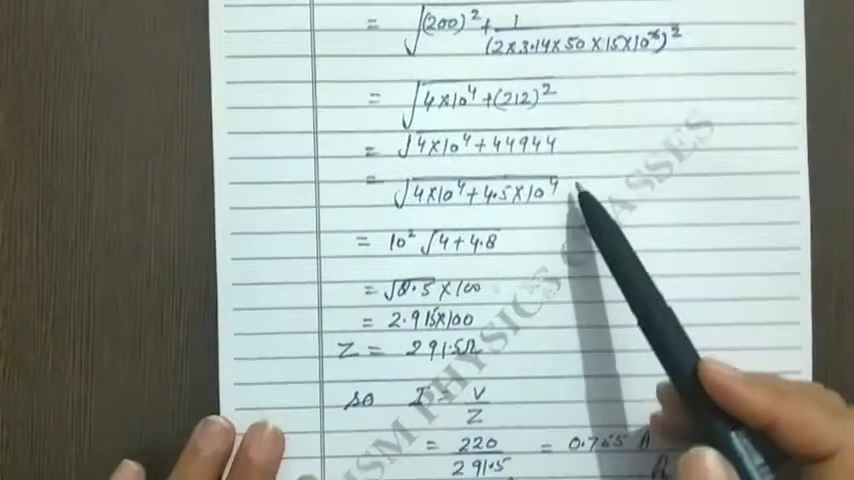 = √(200)² + 1/(2×3.14×50×15×10⁻⁶)²
= √4×10⁴+(212)²
= √4×10⁴+44944
= √4×10⁴+4.5×10⁴
= 10² √4+4.8
= √8.5×100
= 2.915×100
Z = 291.5Ω
so I = V/Z
= 220/291.5 = 0.755 A
PHYSICS CLASSES